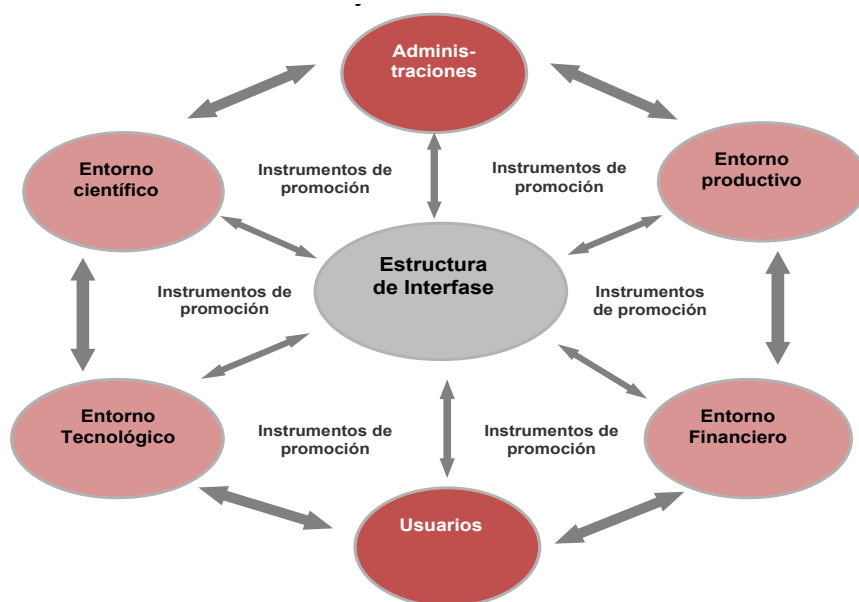 Adminis-
traciones
Entorno
científico
Instrumentos de
promoción
Instrumentos de
promoción
Entorno
productivo
Estructura
de Interfase
Instrumentos de
promoción
Instrumentos
de promoción
Entorno
Tecnológico
Instrumentos de
promoción
Instrumentos de
promoción
Entorno
Financiero
Usuarios